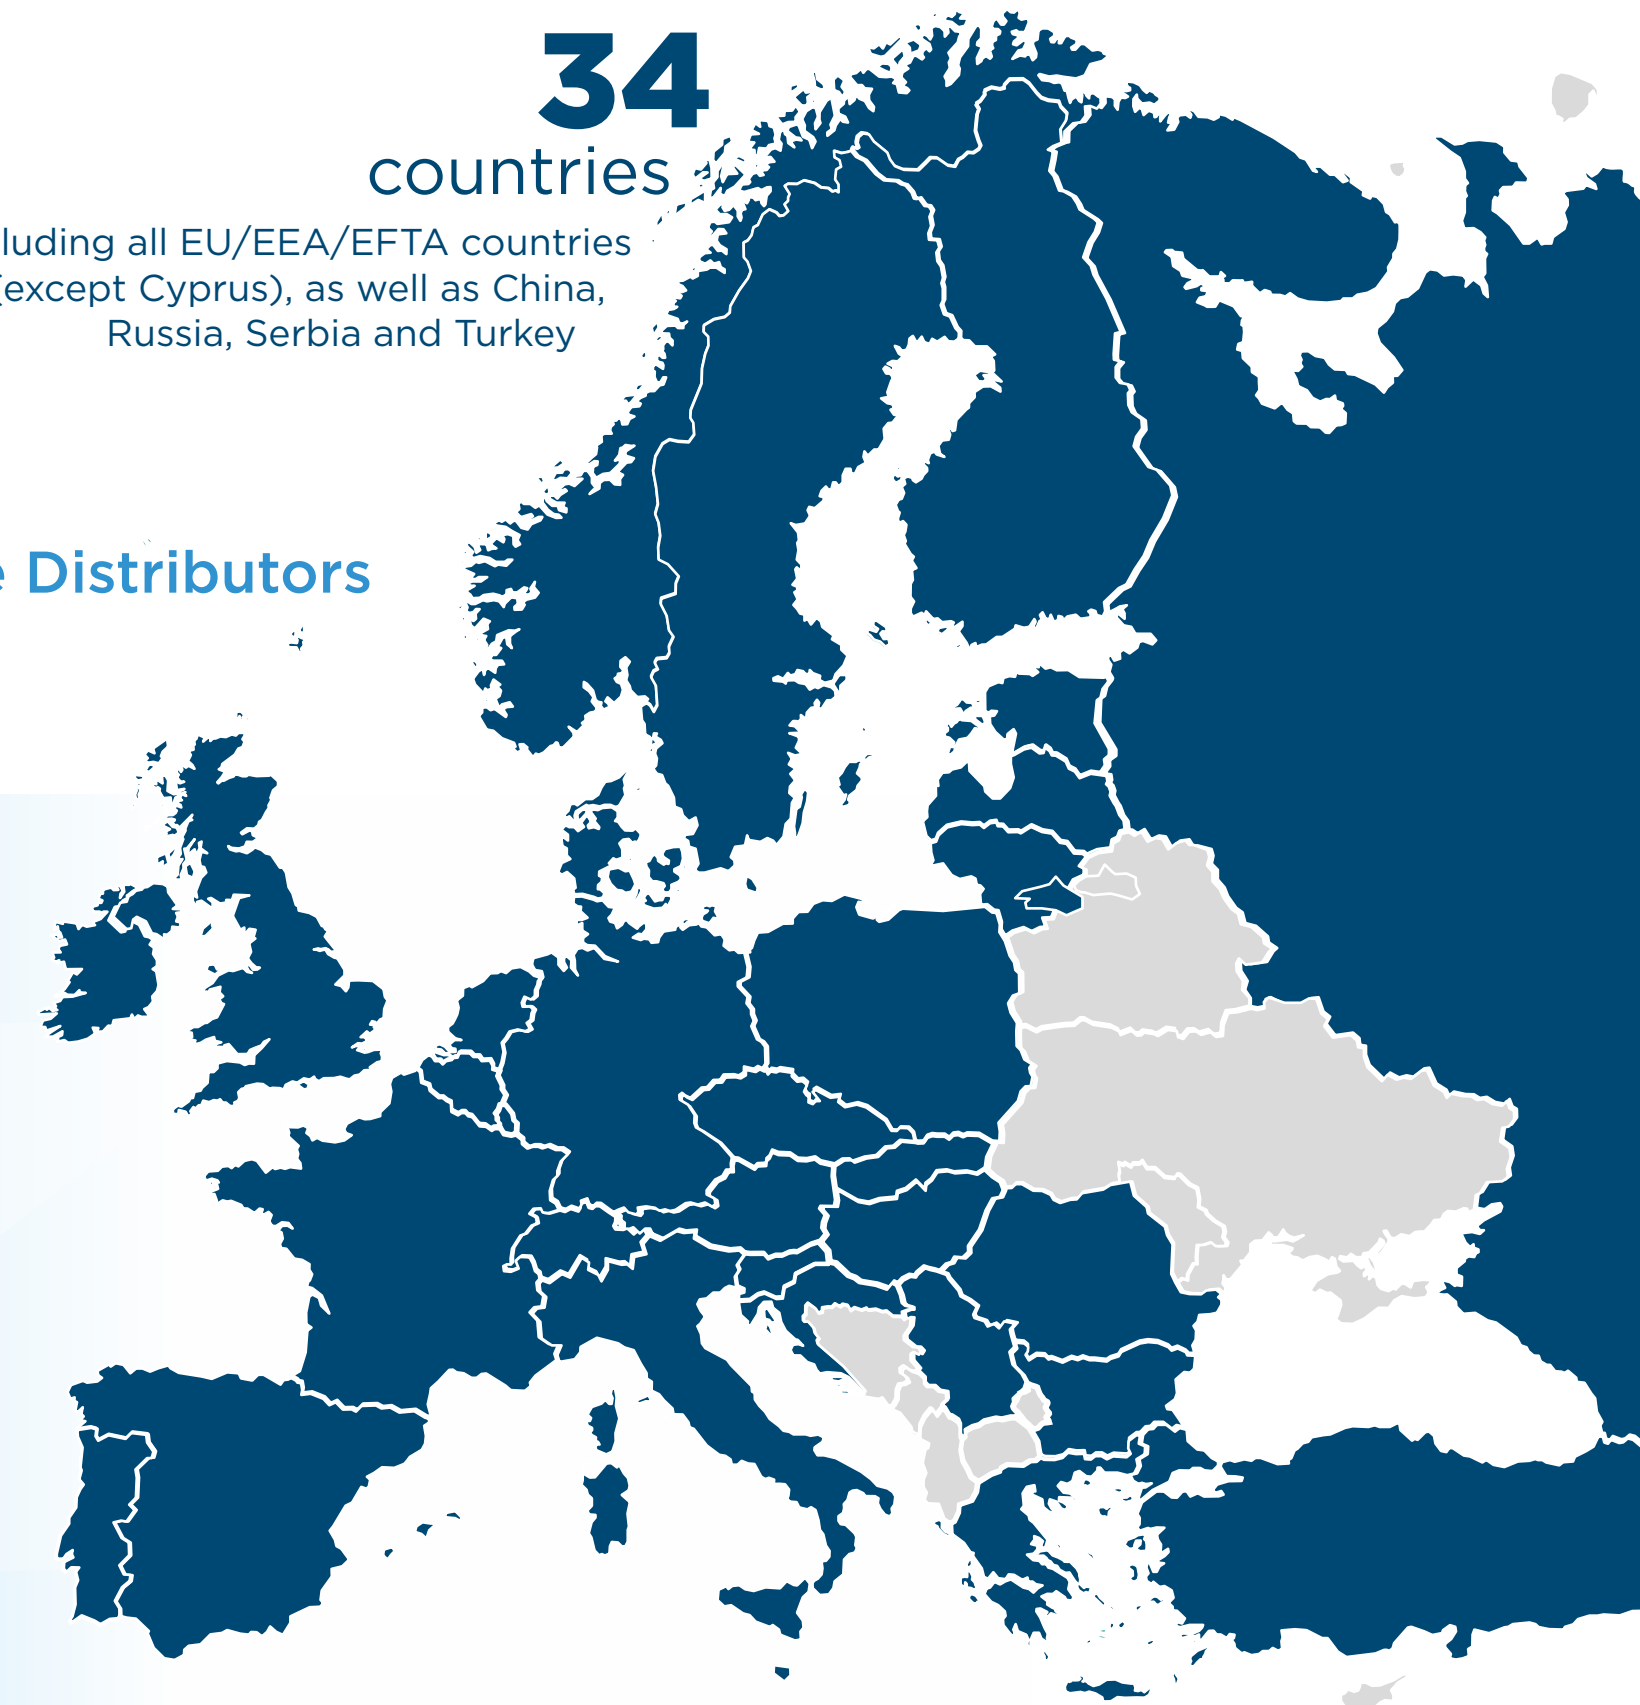 34
countries
luding all EU/EEA/EFTA countries
(except Cyprus), as well as China,
Russia, Serbia and Turkey
e Distributors